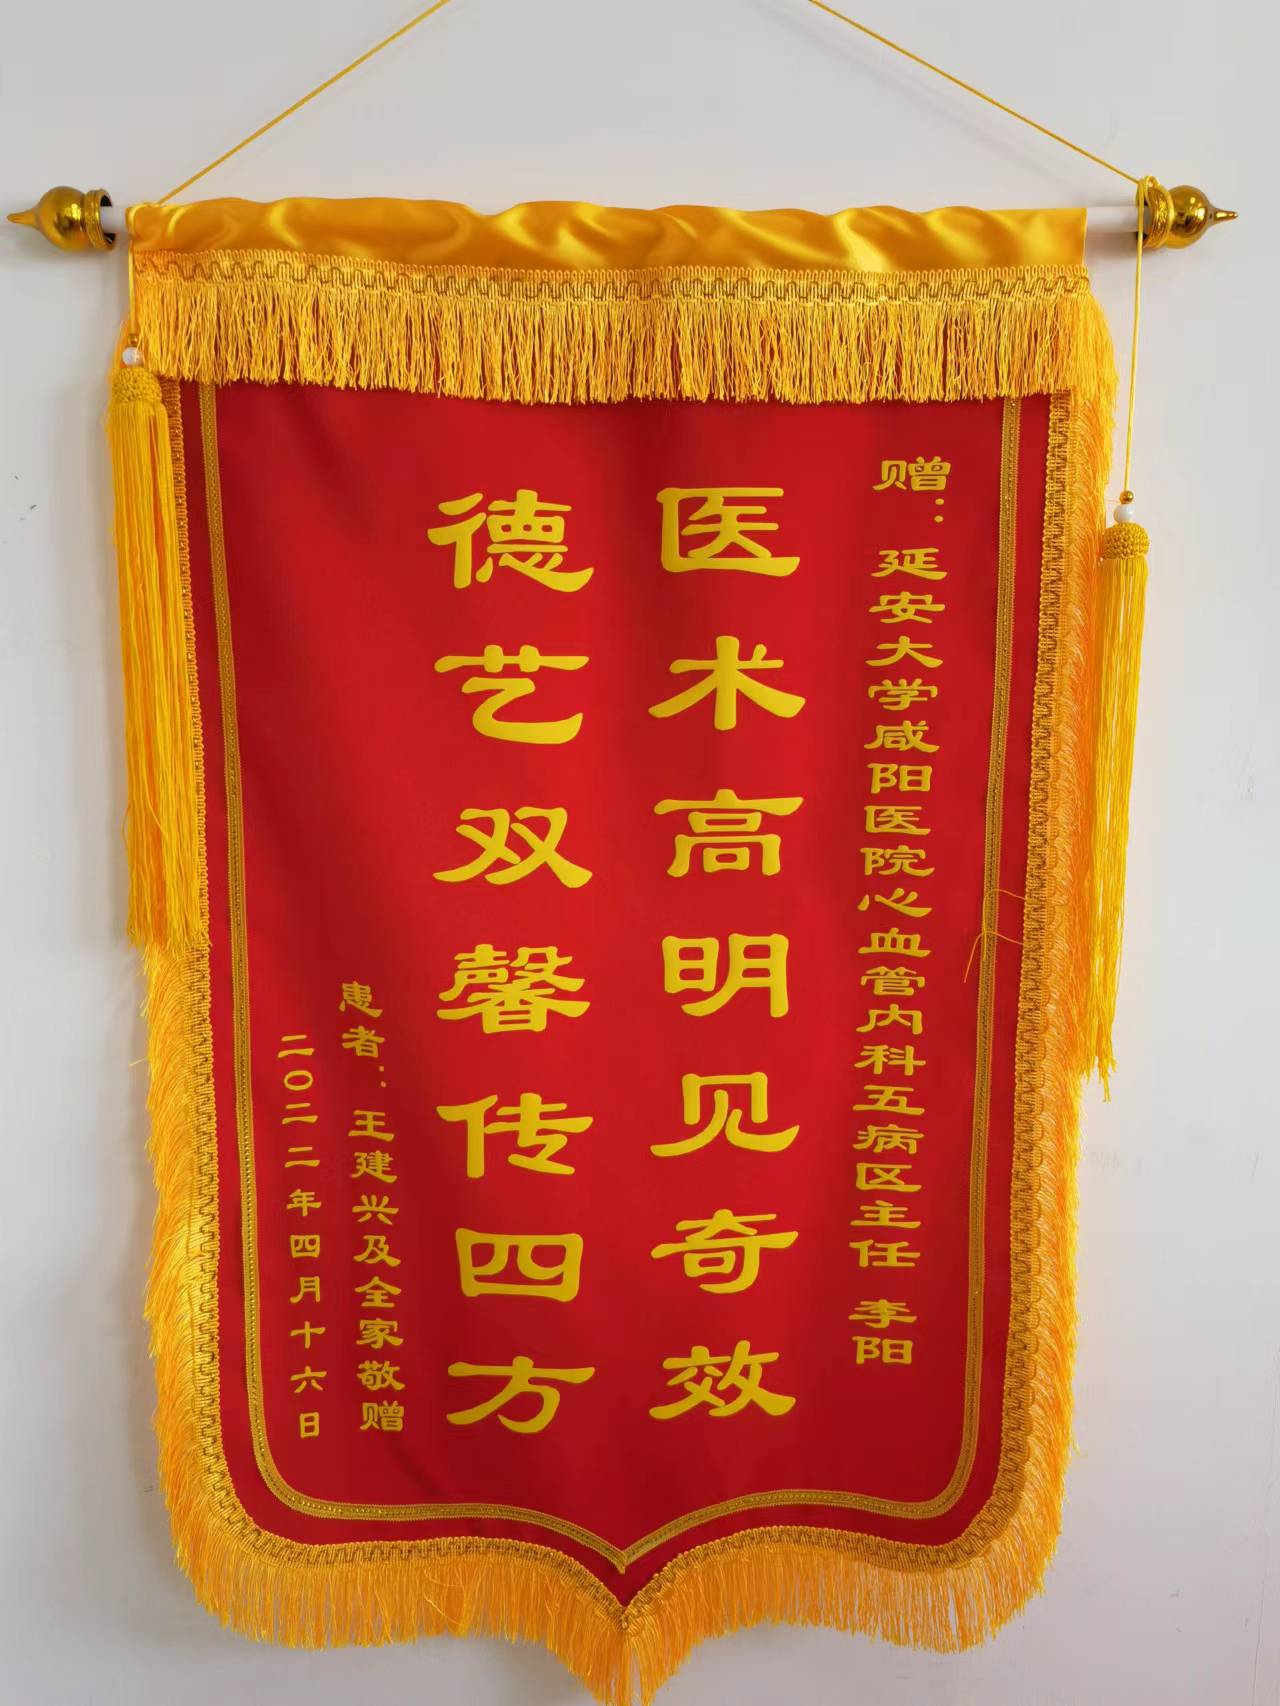 赠：延安大学咸阳医院心血管内科五病区主任 李阳
医术高明见奇效
德艺双馨传四方
患者：王建兴及全家敬赠
二〇二二年四月十六日